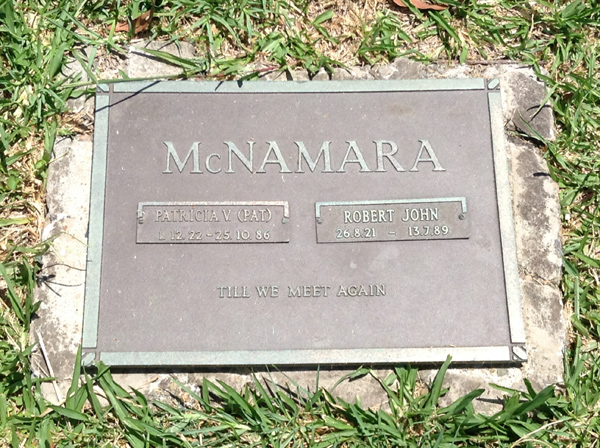 McNAMARA
PATRICIA V. (PAT)
1.12.22 - 25.10.86
ROBERT JOHN
26.8.21 - 13.7.89
TILL WE MEET AGAIN